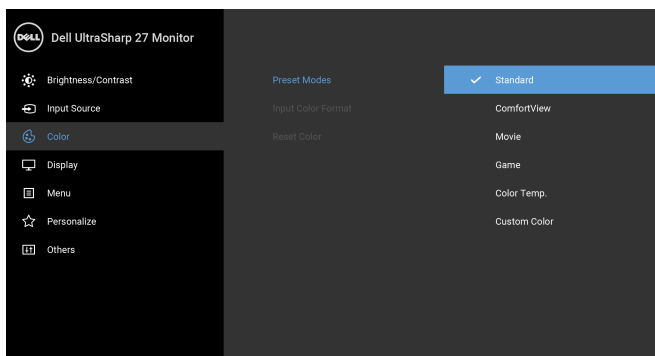 DELL Dell UltraSharp 27 Monitor
Brightness/Contrast
Input Source
Color
Display
Menu
Personalize
Others
Preset Modes
Input Color Format
Reset Color
Standard
ComfortView
Movie
Game
Color Temp.
Custom Color